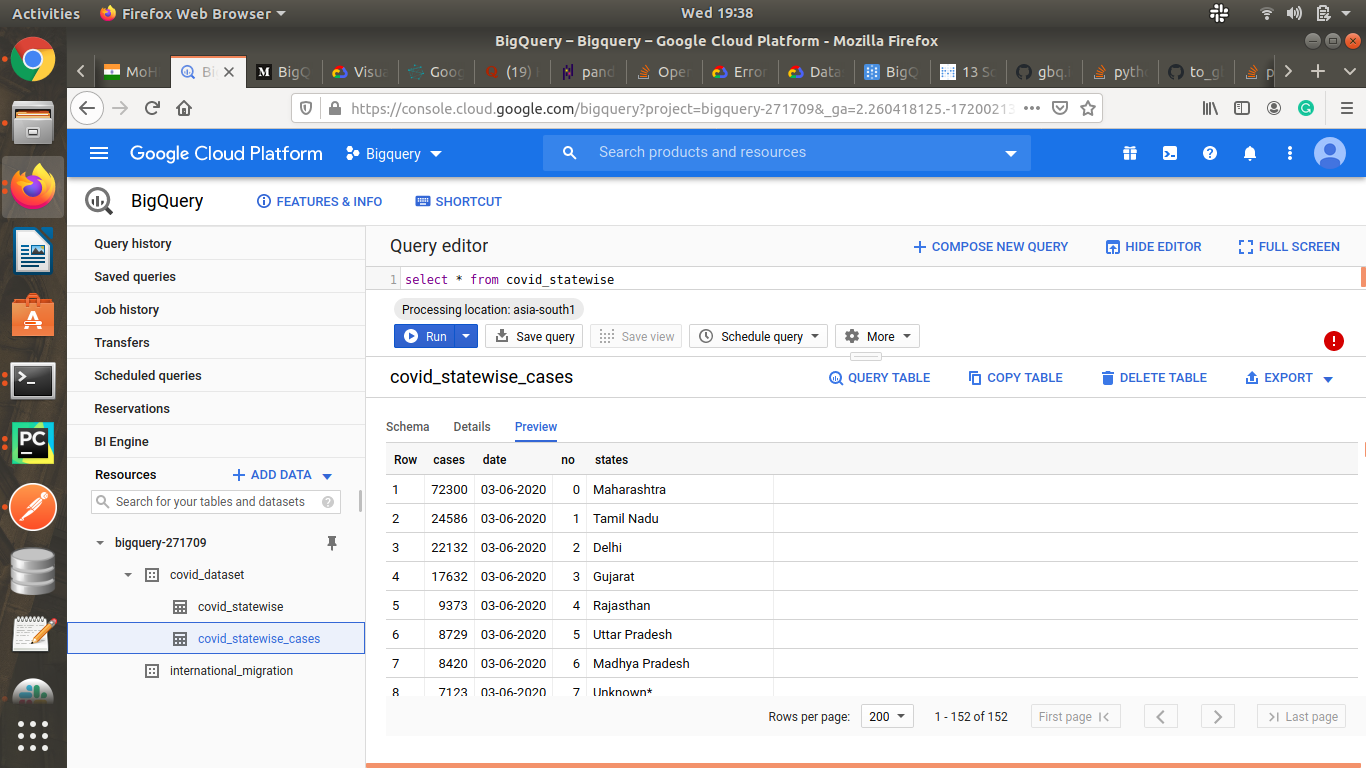 Activities Firefox Web Browser Wed 19:38
BigQuery – Bigquery – Google Cloud Platform - Mozilla Firefox
MoH Bi BigQ Visua Goog (19) pand Oper Error Data BigQ 13 Sc gbq.i pyth to_g p
https://console.cloud.google.com/bigquery?project=bigquery-271709&_ga=2.260418125.-17200213
Google Cloud Platform Bigquery Search products and resources
BigQuery FEATURES & INFO SHORTCUT
Query history
Saved queries
Job history
Transfers
Scheduled queries
Reservations
BI Engine
Resources ADD DATA
Search for your tables and datasets
bigquery-271709
covid_dataset
covid_statewise
covid_statewise_cases
international_migration
Query editor COMPOSE NEW QUERY HIDE EDITOR FULL SCREEN
1 select * from covid_statewise
Processing location: asia-south1
Run Save query Save view Schedule query More
covid_statewise_cases QUERY TABLE COPY TABLE DELETE TABLE EXPORT
Schema Details Preview
Row cases date no states
1 72300 03-06-2020 0 Maharashtra
2 24586 03-06-2020 1 Tamil Nadu
3 22132 03-06-2020 2 Delhi
4 17632 03-06-2020 3 Gujarat
5 9373 03-06-2020 4 Rajasthan
6 8729 03-06-2020 5 Uttar Pradesh
7 8420 03-06-2020 6 Madhya Pradesh
8 7123 03-06-2020 7 Unknown*
Rows per page: 200 1 - 152 of 152 First page Last page